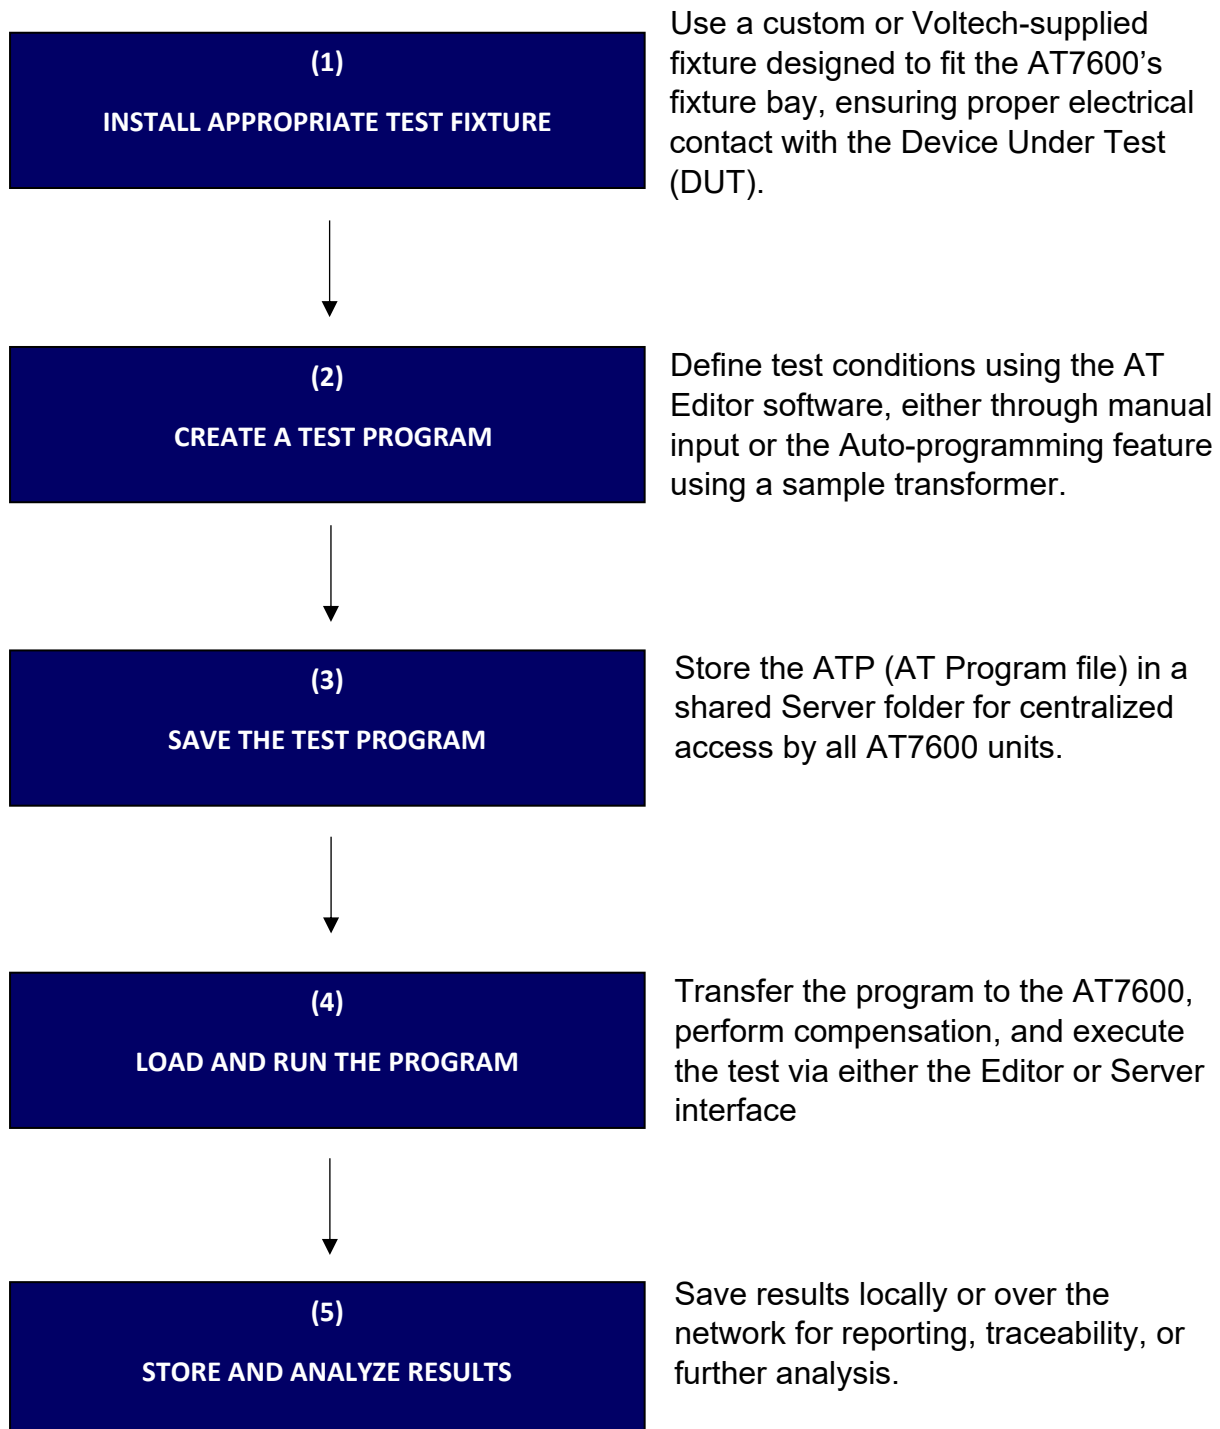 (1)
INSTALL APPROPRIATE TEST FIXTURE
Use a custom or Voltech-supplied
fixture designed to fit the AT7600’s
fixture bay, ensuring proper electrical
contact with the Device Under Test
(DUT).
(2)
CREATE A TEST PROGRAM
Define test conditions using the AT
Editor software, either through manual
input or the Auto-programming feature
using a sample transformer.
(3)
SAVE THE TEST PROGRAM
Store the ATP (AT Program file) in a
shared Server folder for centralized
access by all AT7600 units.
(4)
LOAD AND RUN THE PROGRAM
Transfer the program to the AT7600,
perform compensation, and execute
the test via either the Editor or Server
interface
(5)
STORE AND ANALYZE RESULTS
Save results locally or over the
network for reporting, traceability, or
further analysis.